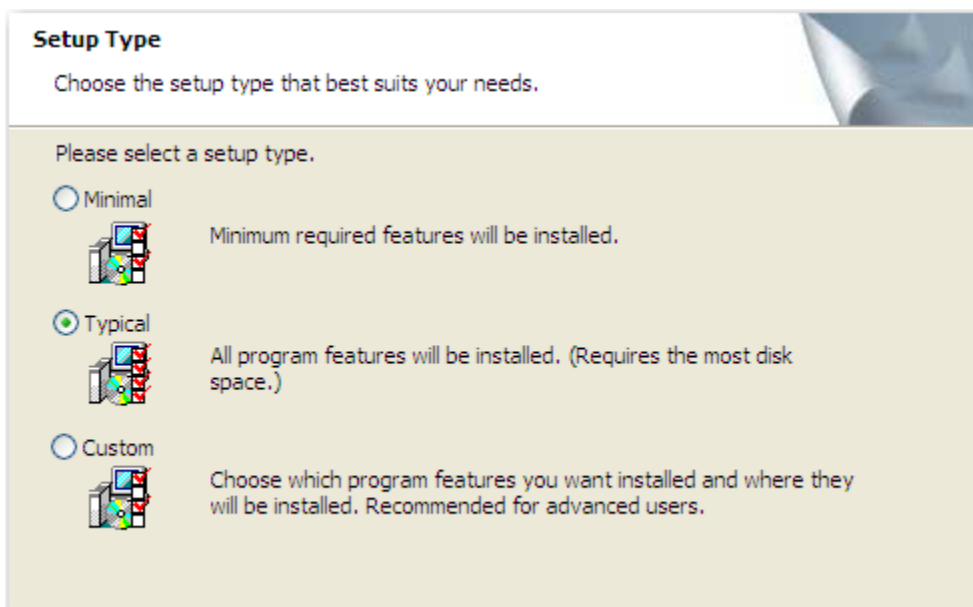 Setup Type
Choose the setup type that best suits your needs.
Please select a setup type.
Minimal
Minimum required features will be installed.
Typical
All program features will be installed. (Requires the most disk
space.)
Custom
Choose which program features you want installed and where they
will be installed. Recommended for advanced users.